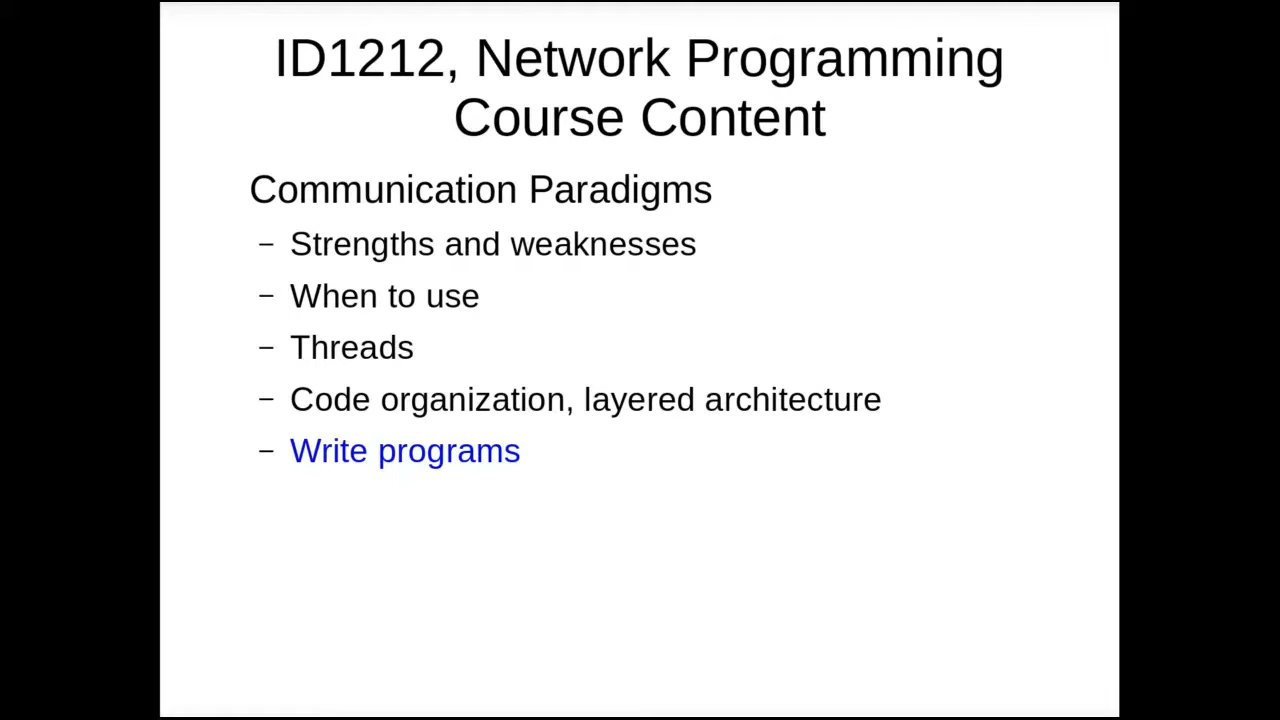 ID1212, Network Programming
Course Content
Communication Paradigms
– Strengths and weaknesses
– When to use
– Threads
– Code organization, layered architecture
– Write programs